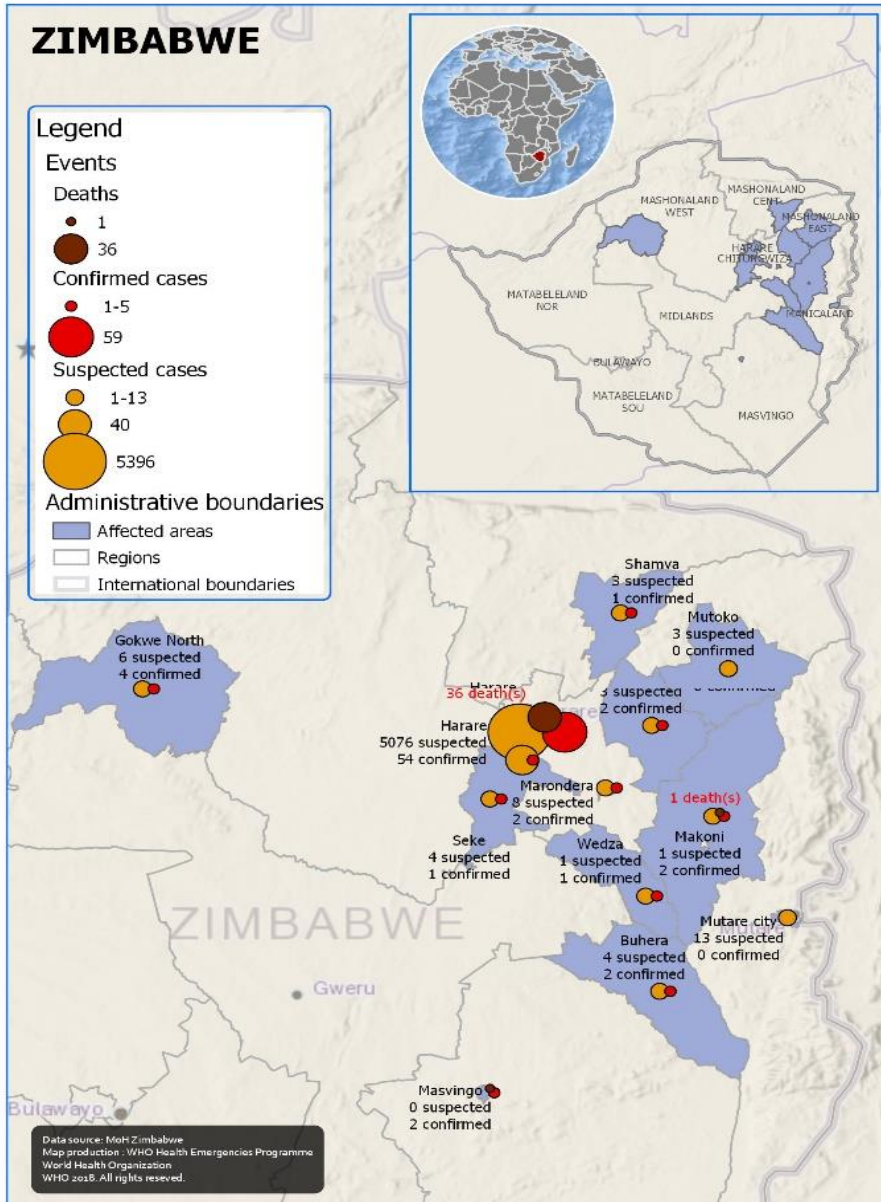 ZIMBABWE
Legend
Events
Deaths
1
36
Confirmed cases
1-5
59
Suspected cases
1-13
40
5396
Administrative boundaries
Affected areas
Regions
International boundaries
MASHONALAND
WEST
MASHONALAND
CENT
MASHONALAND
EAST
HARARE
CHITUNGWIZA
MATABELELAND
NOR
MIDLANDS
MANICALAND
BULAWAYO
MATABELELAND
SOU
MASVINGO
Shamva
3 suspected
1 confirmed
Mutoko
3 suspected
0 confirmed
Gokwe North
6 suspected
4 confirmed
Harare
36 death(s)
3 suspected
2 confirmed
Harare
5076 suspected
54 confirmed
Marondera
8 suspected
2 confirmed
1 death(s)
Makoni
1 suspected
2 confirmed
Seke
4 suspected
1 confirmed
Wedza
1 suspected
1 confirmed
Mutare city
13 suspected
0 confirmed
Mutare
Buhera
4 suspected
2 confirmed
ZIMBABWE
Gweru
Masvingo
0 suspected
2 confirmed
Bulawayo
Data source: MoH Zimbabwe
Map production : WHO Health Emergencies Programme
World Health Organization
WHO 2018. All rights reseved.